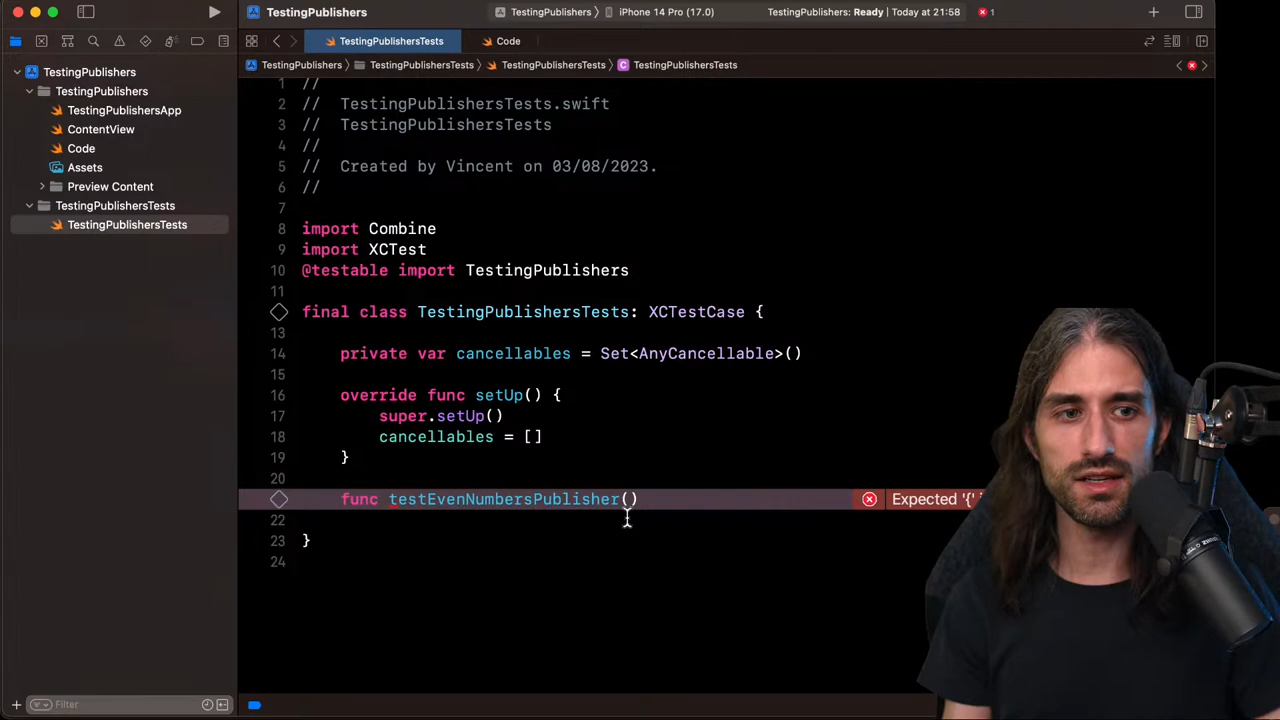 TestingPublishers
TestingPublishers
iPhone 14 Pro (17.0)
TestingPublishers: Ready | Today at 21:58
1
TestingPublishersTests
Code
TestingPublishers
TestingPublishersTests
TestingPublishersTests
TestingPublishersTests
TestingPublishers
TestingPublishers
TestingPublishersApp
ContentView
Code
Assets
Preview Content
TestingPublishersTests
TestingPublishersTests
Filter
1 //
2 // TestingPublishersTests.swift
3 // TestingPublishersTests
4 //
5 // Created by Vincent on 03/08/2023.
6 //
7
8 import Combine
9 import XCTest
10 @testable import TestingPublishers
11
final class TestingPublishersTests: XCTestCase {
13
14 private var cancellables = Set<AnyCancellable>()
15
16 override func setUp() {
17 super.setUp()
18 cancellables = []
19 }
20
func testEvenNumbersPublisher() Expected '{'
22
23 }
24